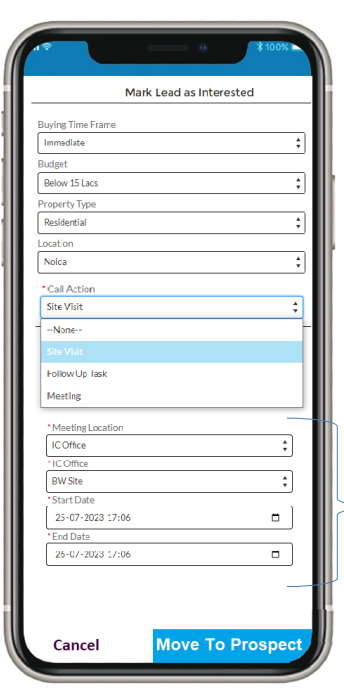 100%
Mark Lead as Interested
Buying Time Frame
Immediate
Budget
Below 15 Lacs
Property Type
Residential
Location
Noica
*Call Action
Site Visit
--None--
Site Visit
Follow Up Task
Meeting
*Meeting Location
IC Office
*IC Office
BW Site
*Start Date
25-07-2023 17:06
*End Date
26-07-2023 17:06
Cancel
Move To Prospect